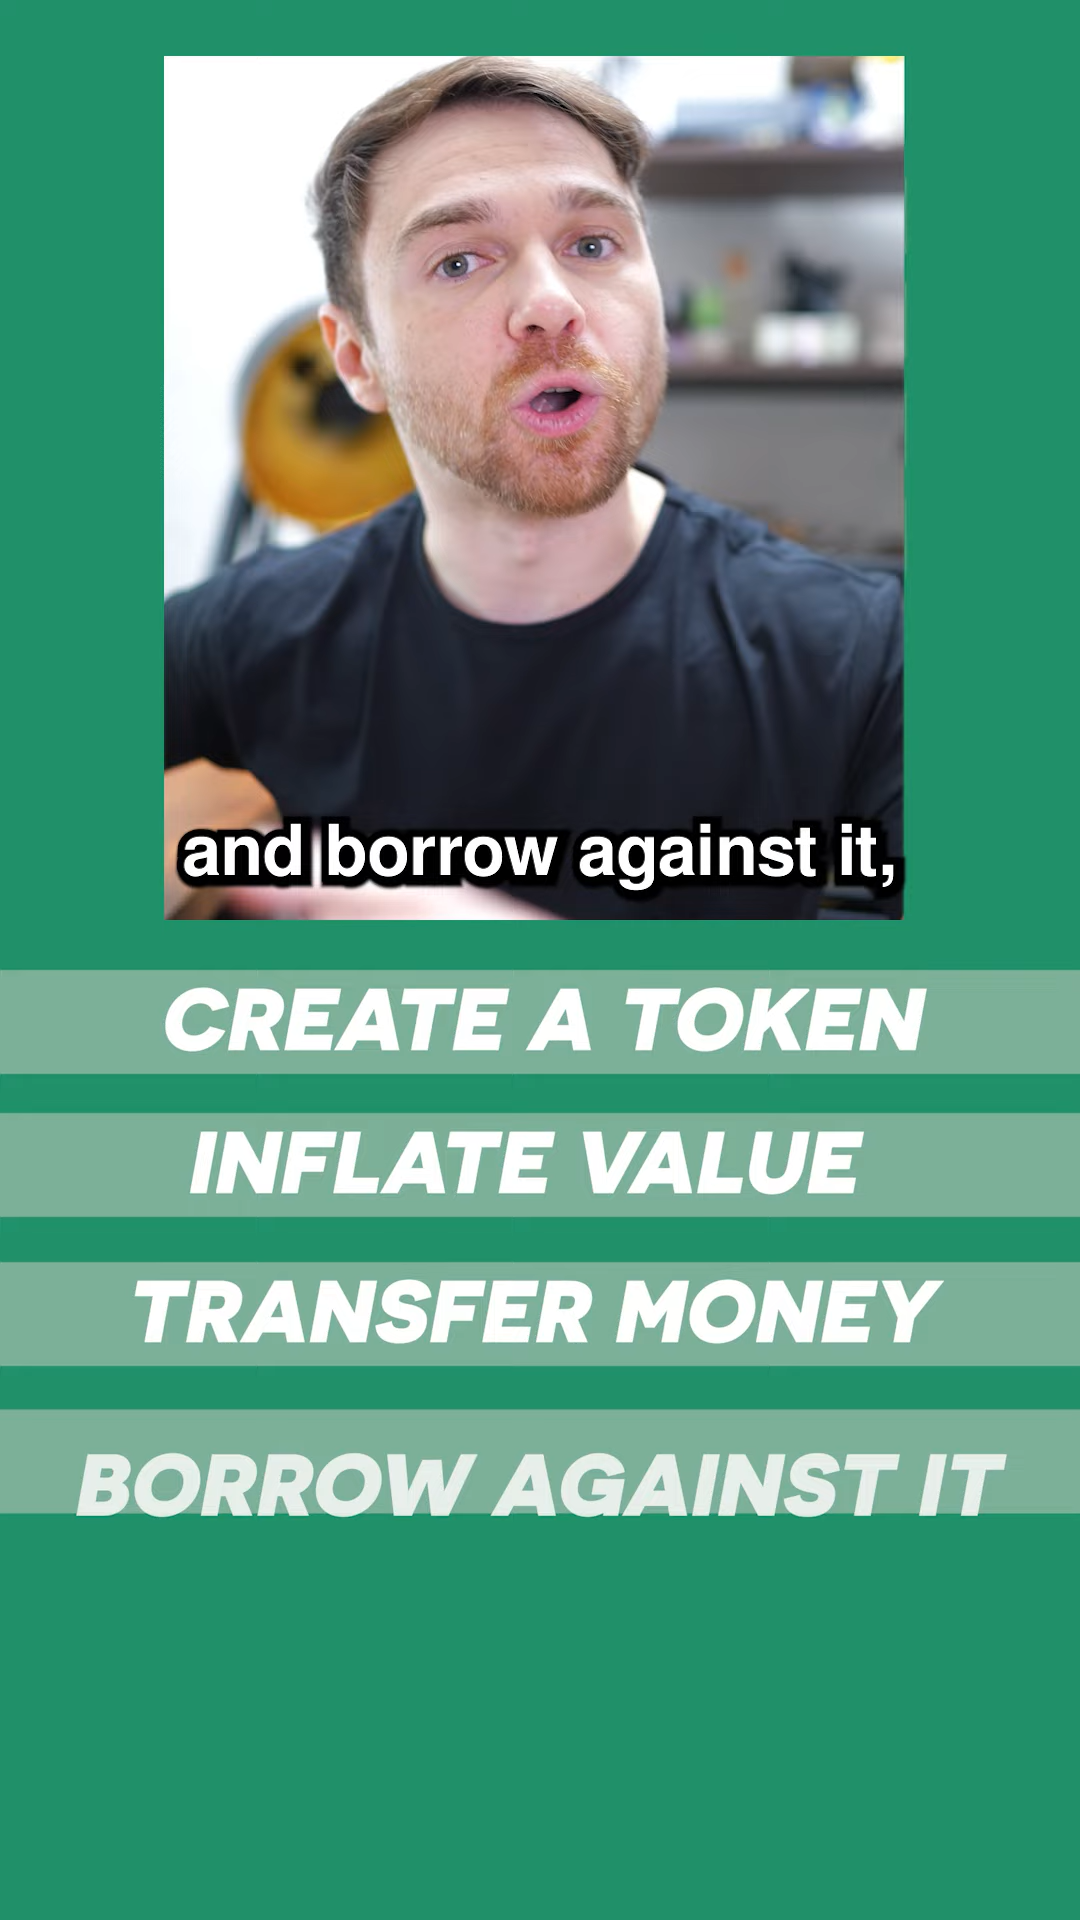 and borrow against it,
CREATE A TOKEN
INFLATE VALUE
TRANSFER MONEY
BORROW AGAINST IT